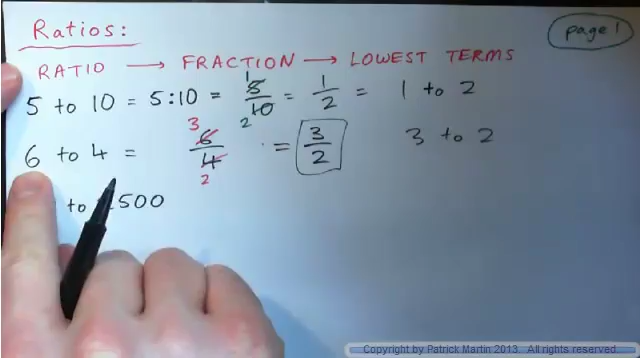 Ratios:
page 1
RATIO → FRACTION → LOWEST TERMS
5 to 10 = 5:10 = 5/10 = 1/2 = 1 to 2
1
2
6 to 4 = 6/4 = 3/2 3 to 2
3
2
to 500
Copyright by Patrick Martin 2013. All rights reserved.